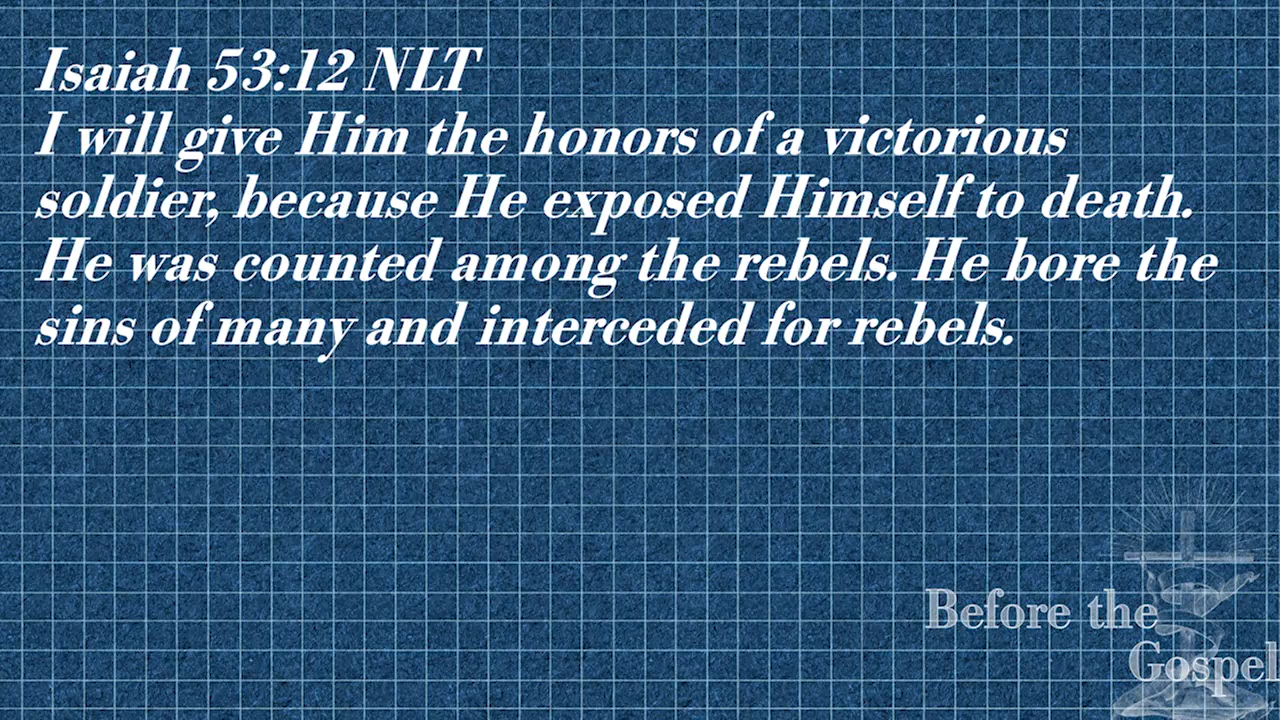 Isaiah 53:12 NLT
I will give Him the honors of a victorious
soldier, because He exposed Himself to death.
He was counted among the rebels. He bore the
sins of many and interceded for rebels.
Before the
Gospel